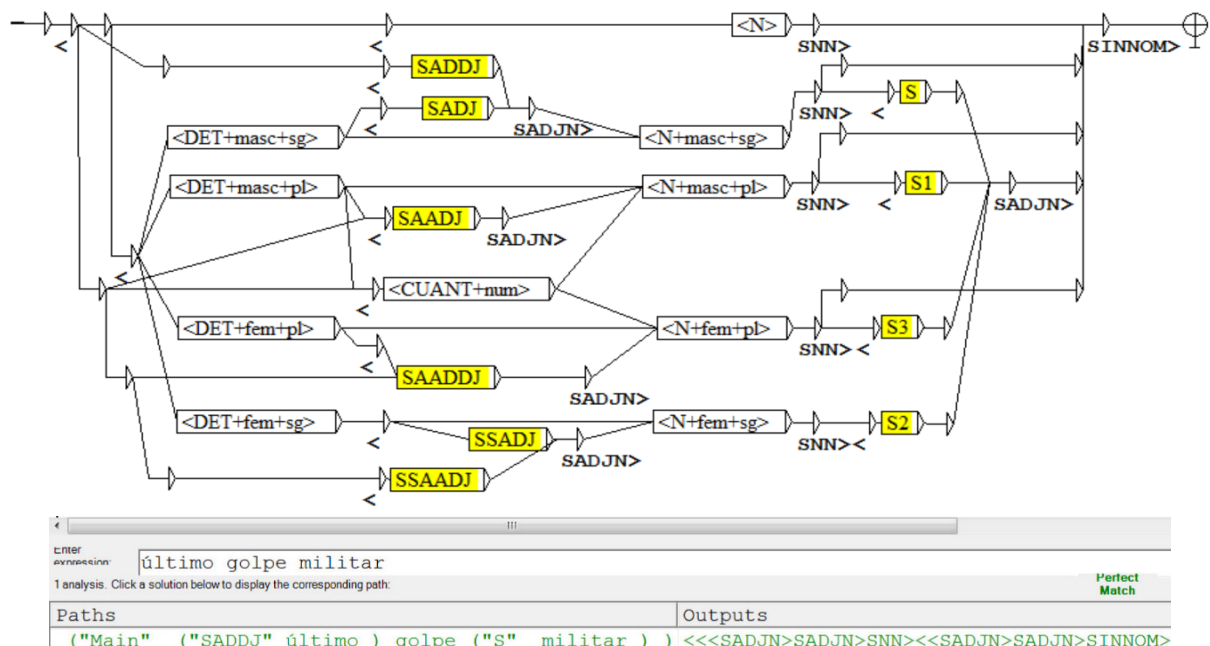 <N>
< < SNN> SINNOM>
SADDJ
<
SADJ SNN> < S
< SADJN>
<DET+masc+sg> <N+masc+sg>
<DET+masc+pl> <N+masc+pl> S1
SNN> < SADJN>
SAADJ
< SADJN>
<
<CUANT+num>
<
<DET+fem+pl> <N+fem+pl> S3
SNN> <
<
SAADDJ
SADJN>
<DET+fem+sg> <N+fem+sg> S2
< SSADJ SNN> <
SADJN>
SSAADJ
<
Enter
expression: último golpe militar
1 analysis. Click a solution below to display the corresponding path:
Perfect
Match
Paths Outputs
("Main" ("SADDJ" último ) golpe ("S" militar ) ) <<<SADJN>SADJN>SNN><<SADJN>SADJN>SINNOM>